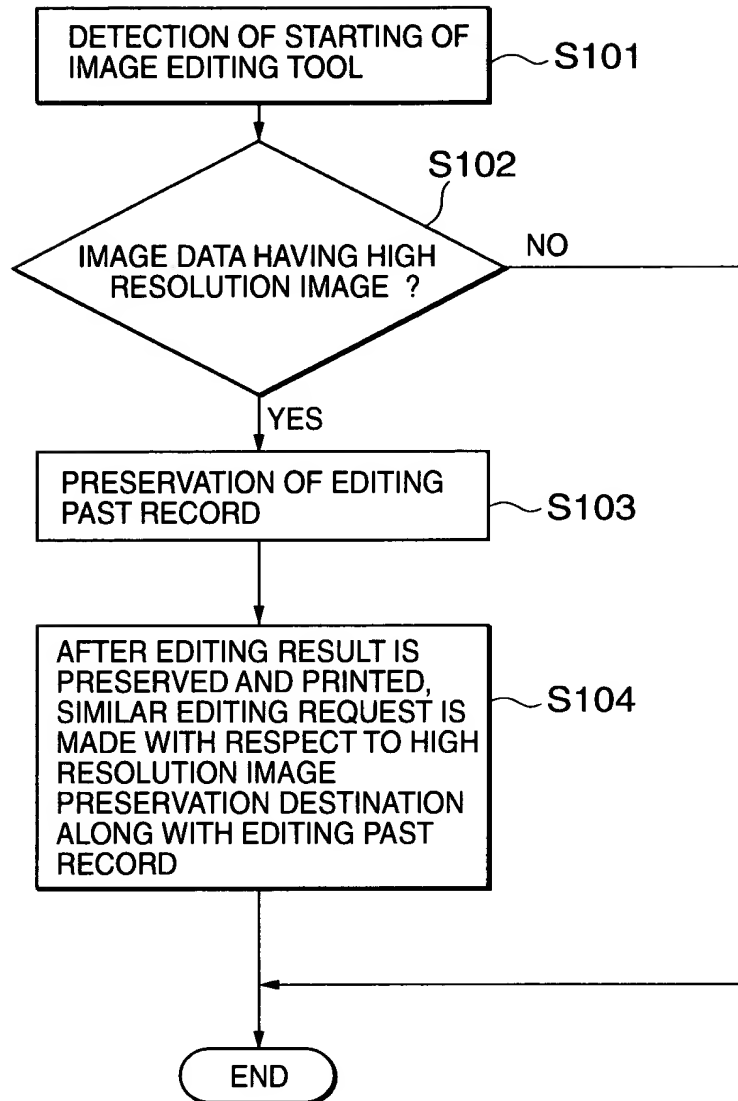 DETECTION OF STARTING OF
IMAGE EDITING TOOL
S101
S102
IMAGE DATA HAVING HIGH
RESOLUTION IMAGE ?
NO
YES
PRESERVATION OF EDITING
PAST RECORD
S103
AFTER EDITING RESULT IS
PRESERVED AND PRINTED,
SIMILAR EDITING REQUEST IS
MADE WITH RESPECT TO HIGH
RESOLUTION IMAGE
PRESERVATION DESTINATION
ALONG WITH EDITING PAST
RECORD
S104
END